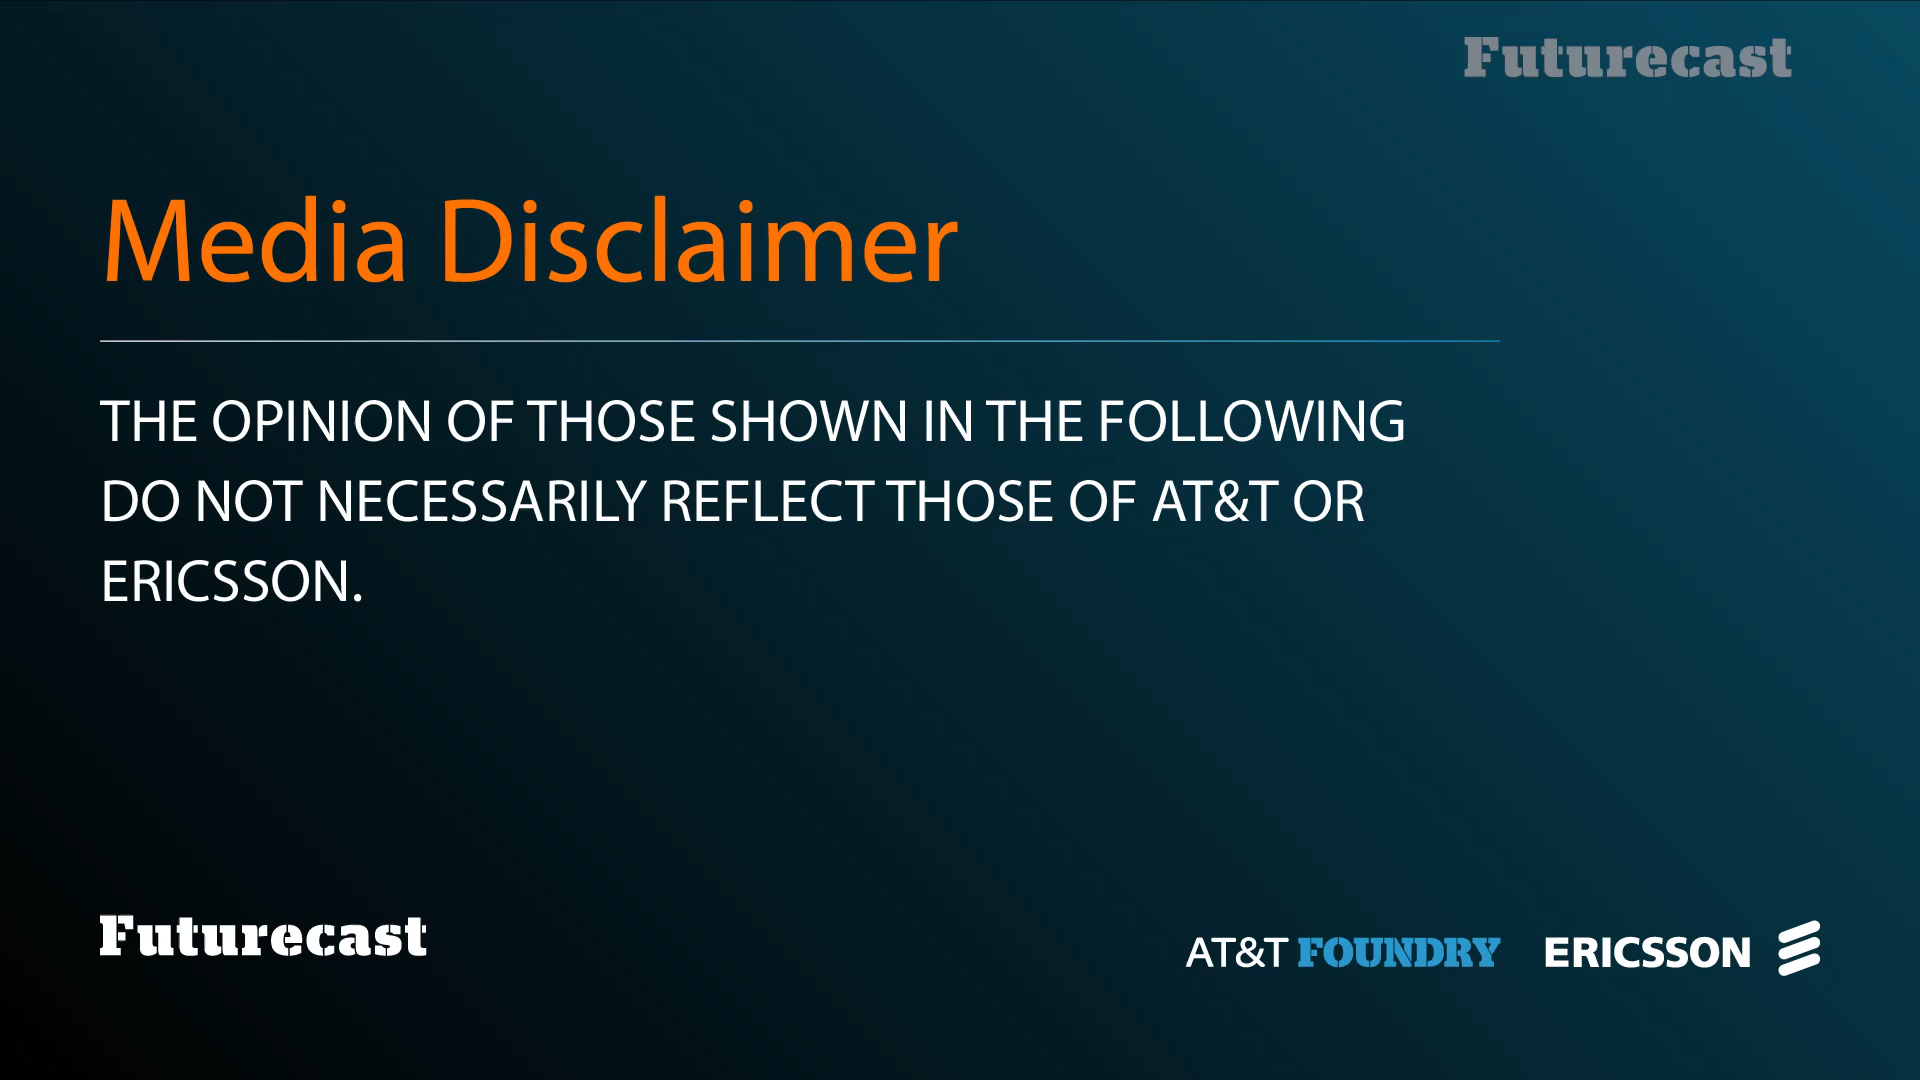 Futurecast
Media Disclaimer
THE OPINION OF THOSE SHOWN IN THE FOLLOWING
DO NOT NECESSARILY REFLECT THOSE OF AT&T OR
ERICSSON.
Futurecast
AT&T FOUNDRY ERICSSON